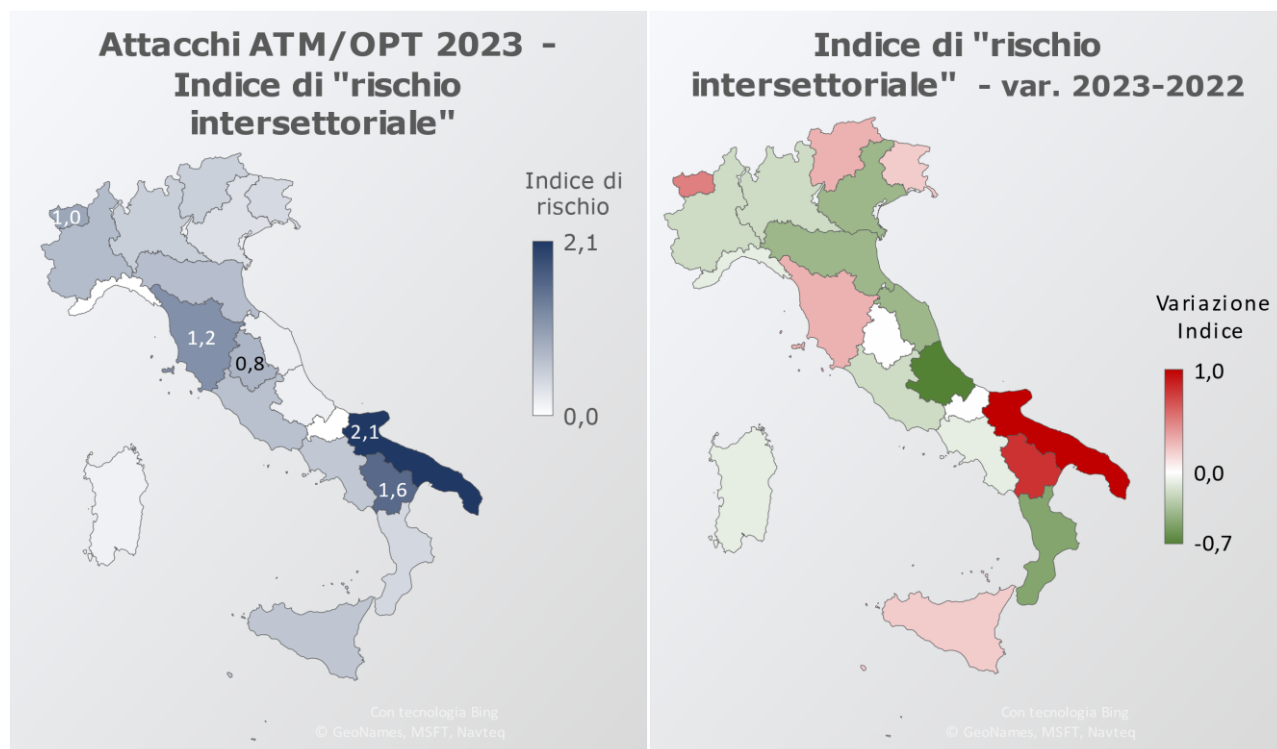 Attacchi ATM/OPT 2023 -
Indice di "rischio
intersettoriale"
Indice di
rischio
2,1
0,0
1,0
1,2
0,8
2,1
1,6
Con tecnologia Bing
© GeoNames, MSFT, Navteq
Indice di "rischio
intersettoriale" - var. 2023-2022
Variazione
Indice
1,0
0,0
-0,7
Con tecnologia Bing
© GeoNames, MSFT, Navteq